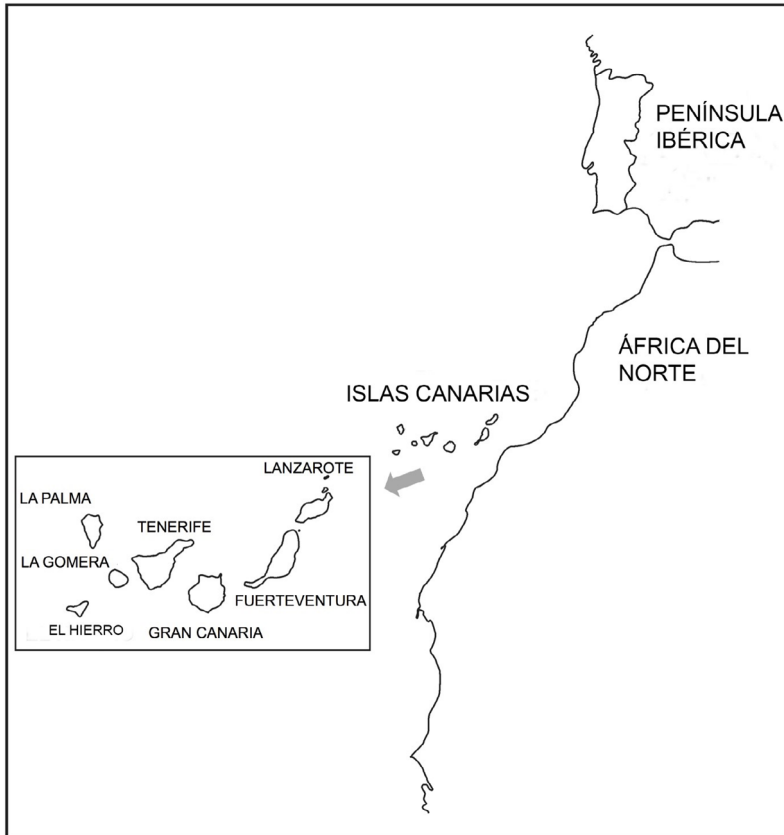 PENÍNSULA
IBÉRICA
ÁFRICA DEL
NORTE
ISLAS CANARIAS
LANZAROTE
LA PALMA
TENERIFE
LA GOMERA
FUERTEVENTURA
EL HIERRO
GRAN CANARIA